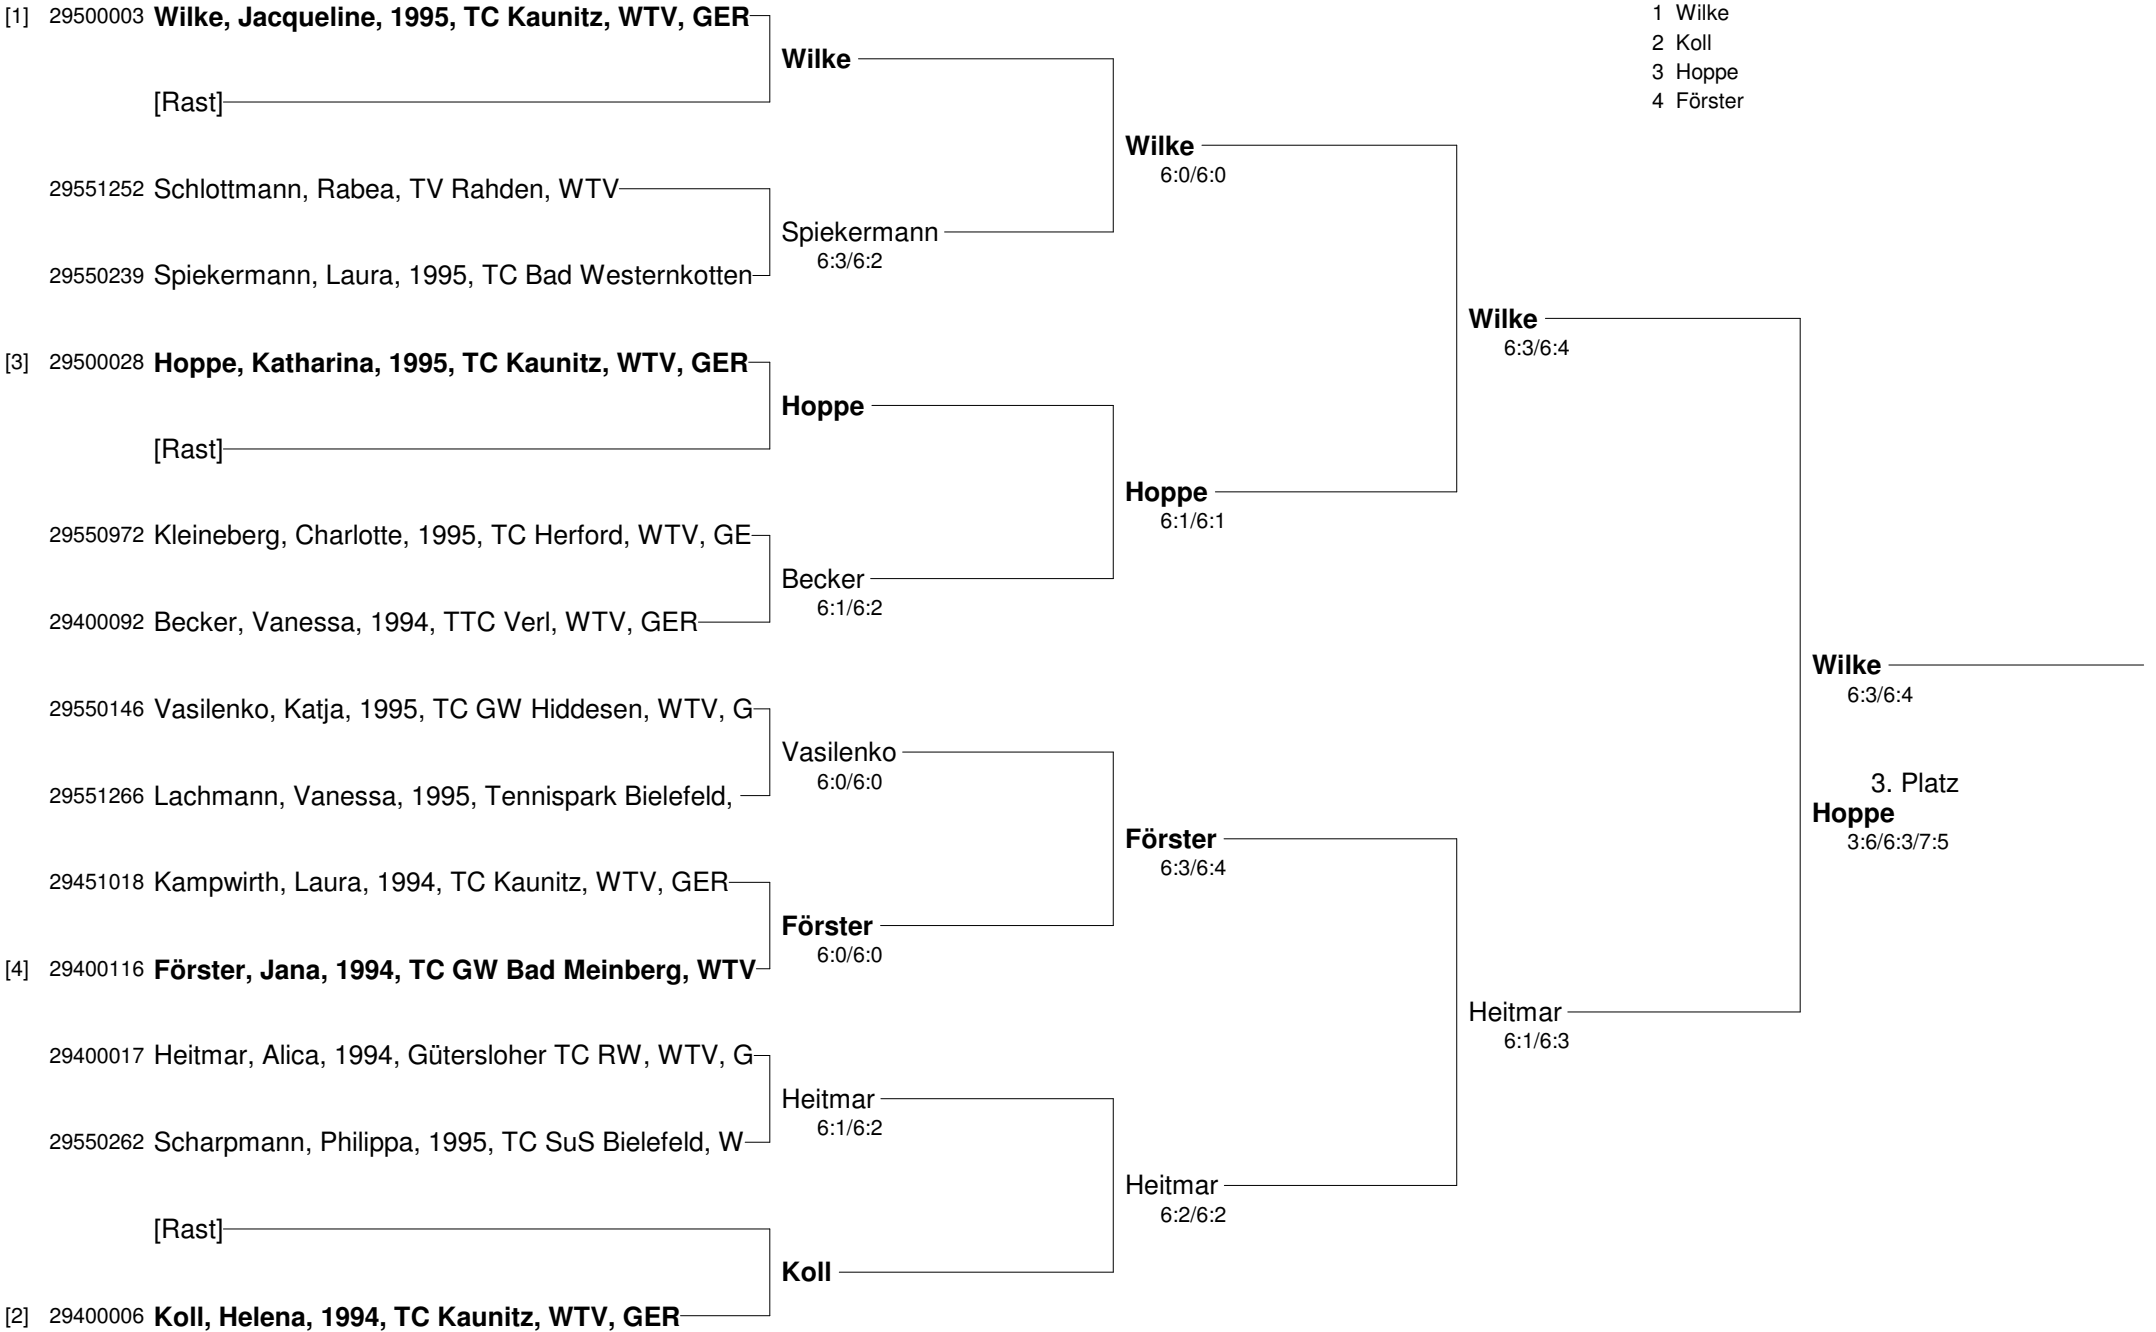 [1] 29500003 Wilke, Jacqueline, 1995, TC Kaunitz, WTV, GER
1 Wilke
2 Koll
3 Hoppe
4 Förster
Wilke
[Rast]
Wilke
6:0/6:0
29551252 Schlottmann, Rabea, TV Rahden, WTV
Spiekermann
6:3/6:2
29550239 Spiekermann, Laura, 1995, TC Bad Westernkotten
Wilke
6:3/6:4
[3] 29500028 Hoppe, Katharina, 1995, TC Kaunitz, WTV, GER
Hoppe
[Rast]
Hoppe
6:1/6:1
29550972 Kleineberg, Charlotte, 1995, TC Herford, WTV, GE
Becker
6:1/6:2
29400092 Becker, Vanessa, 1994, TTC Verl, WTV, GER
Wilke
6:3/6:4
29550146 Vasilenko, Katja, 1995, TC GW Hiddesen, WTV, G
Vasilenko
6:0/6:0
3. Platz
Hoppe
3:6/6:3/7:5
29551266 Lachmann, Vanessa, 1995, Tennispark Bielefeld,
Förster
6:3/6:4
29451018 Kampwirth, Laura, 1994, TC Kaunitz, WTV, GER
Förster
6:0/6:0
[4] 29400116 Förster, Jana, 1994, TC GW Bad Meinberg, WTV
Heitmar
6:1/6:3
29400017 Heitmar, Alica, 1994, Gütersloher TC RW, WTV, G
Heitmar
6:1/6:2
29550262 Scharpmann, Philippa, 1995, TC SuS Bielefeld, W
Heitmar
6:2/6:2
[Rast]
Koll
[2] 29400006 Koll, Helena, 1994, TC Kaunitz, WTV, GER